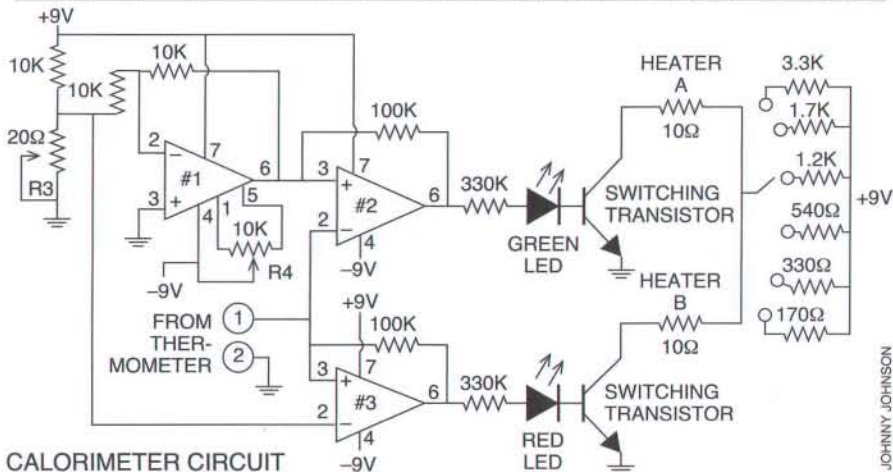 +9V
10K
10K
10K
20Ω
R3
2
–
7
#1
6
3
+
4
1
5
10K
R4
–9V
100K
3
+
7
#2
6
2
–
4
–9V
330K
GREEN
LED
HEATER
A
10Ω
SWITCHING
TRANSISTOR
3.3K
1.7K
1.2K
540Ω
330Ω
170Ω
+9V
FROM
THER-
MOMETER
1
2
+9V
100K
3
+
7
#3
6
2
–
4
–9V
330K
RED
LED
HEATER
B
10Ω
SWITCHING
TRANSISTOR
CALORIMETER CIRCUIT
JOHNNY JOHNSON